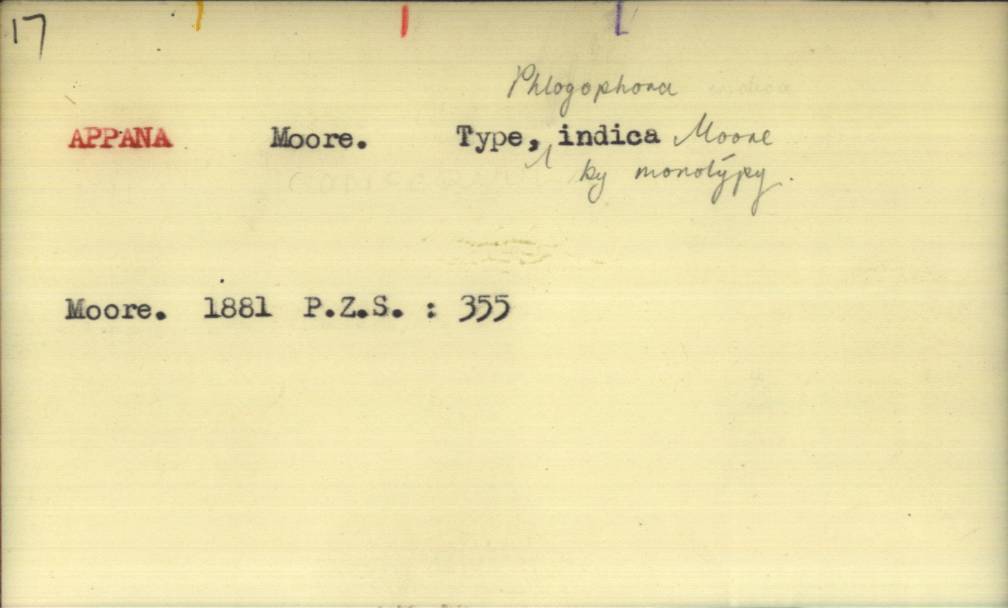 17
Phlogophora
APPANA Moore. Type, indica Moore
by monotypy.
Moore. 1881 P.Z.S. : 355